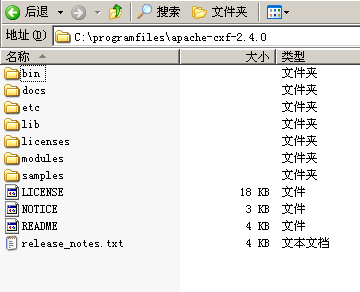 后退 搜索 文件夹
地址(D) C:\programfiles\apache-cxf-2.4.0
名称 大小 类型
bin 文件夹
docs 文件夹
etc 文件夹
lib 文件夹
licenses 文件夹
modules 文件夹
samples 文件夹
LICENSE 18 KB 文件
NOTICE 3 KB 文件
README 4 KB 文件
release_notes.txt 4 KB 文本文档